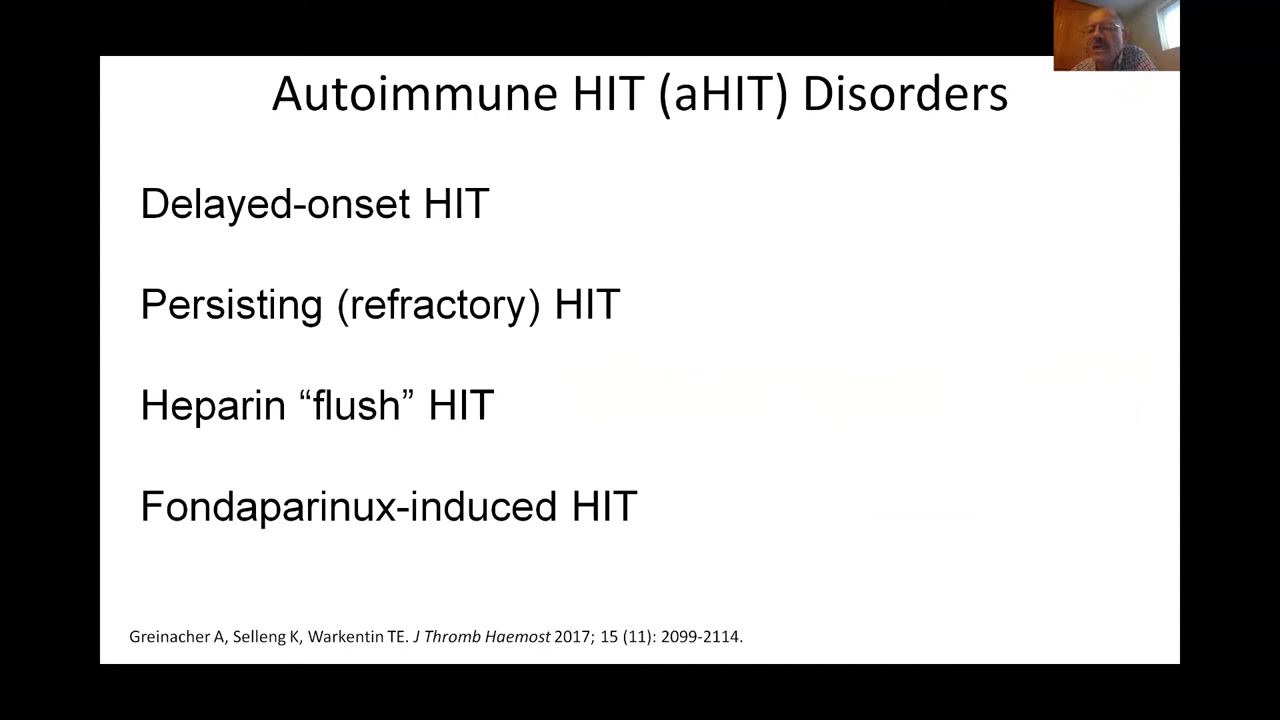 Autoimmune HIT (aHIT) Disorders
Delayed-onset HIT
Persisting (refractory) HIT
Heparin “flush” HIT
Fondaparinux-induced HIT
Greinacher A, Selleng K, Warkentin TE. J Thromb Haemost 2017; 15 (11): 2099-2114.